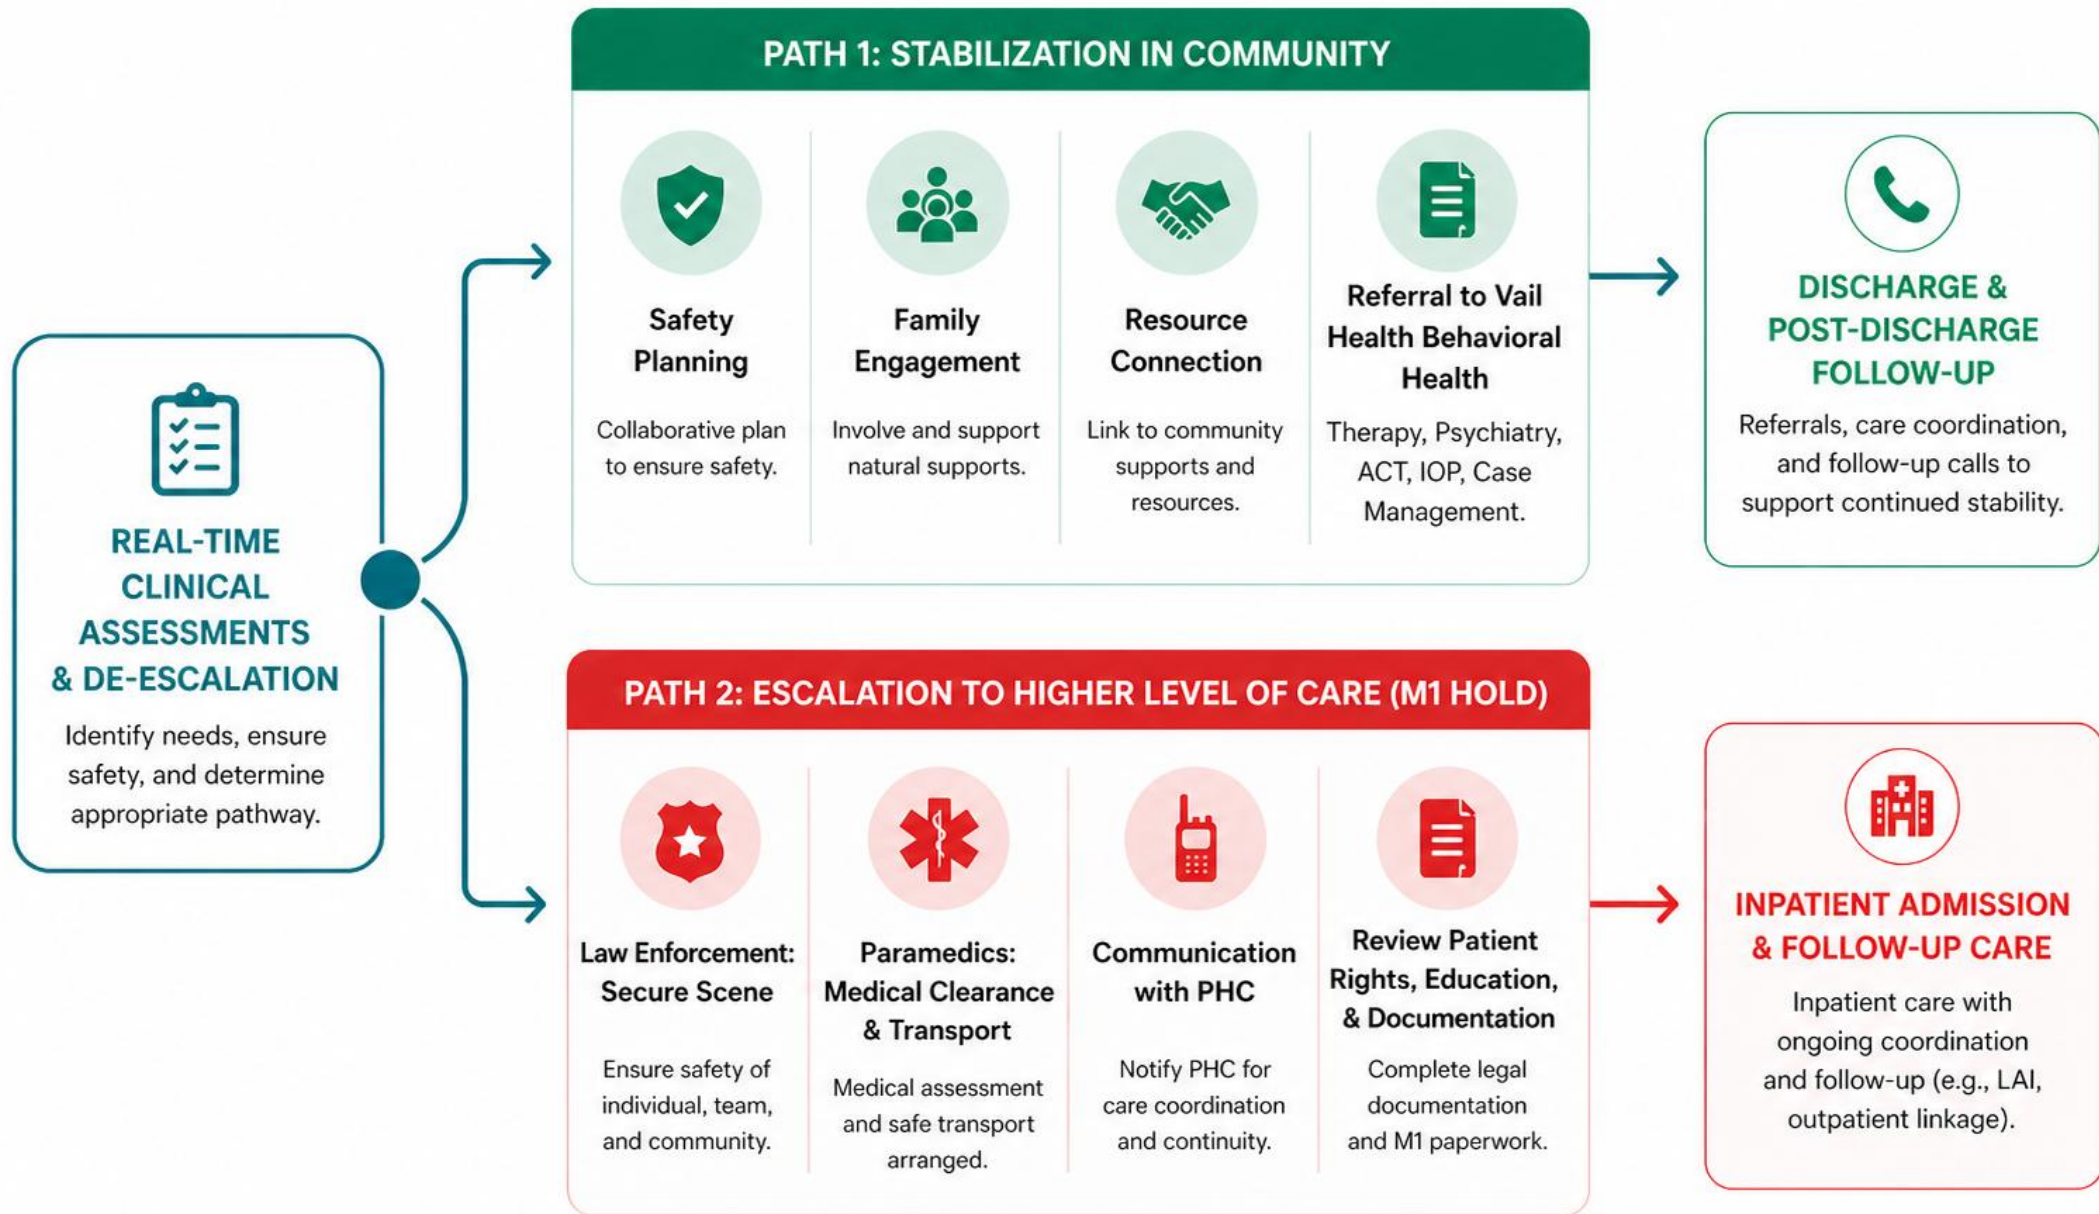 REAL-TIME
CLINICAL
ASSESSMENTS
& DE-ESCALATION
Identify needs, ensure
safety, and determine
appropriate pathway.
PATH 1: STABILIZATION IN COMMUNITY
Safety
Planning
Collaborative plan
to ensure safety.
Family
Engagement
Involve and support
natural supports.
Resource
Connection
Link to community
supports and
resources.
Referral to Vail
Health Behavioral
Health
Therapy, Psychiatry,
ACT, IOP, Case
Management.
DISCHARGE &
POST-DISCHARGE
FOLLOW-UP
Referrals, care coordination,
and follow-up calls to
support continued stability.
PATH 2: ESCALATION TO HIGHER LEVEL OF CARE (M1 HOLD)
Law Enforcement:
Secure Scene
Ensure safety of
individual, team,
and community.
Paramedics:
Medical Clearance
& Transport
Medical assessment
and safe transport
arranged.
Communication
with PHC
Notify PHC for
care coordination
and continuity.
Review Patient
Rights, Education,
& Documentation
Complete legal
documentation
and M1 paperwork.
INPATIENT ADMISSION
& FOLLOW-UP CARE
Inpatient care with
ongoing coordination
and follow-up (e.g., LAI,
outpatient linkage).